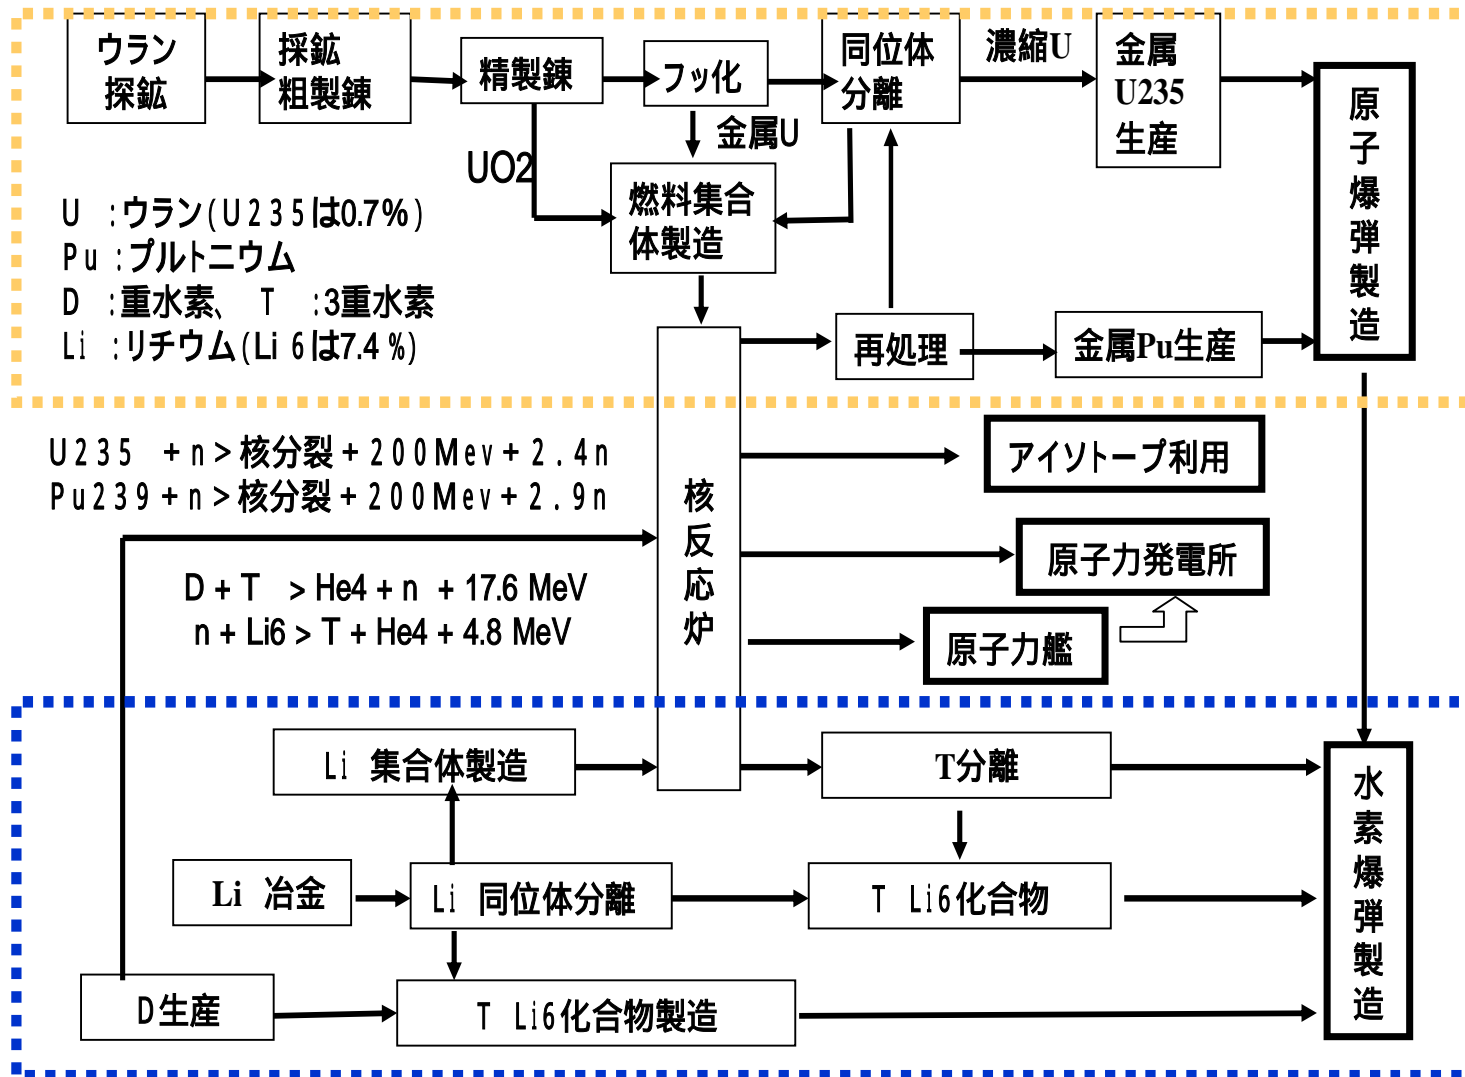 ウラン
探鉱
採鉱
粗製錬
精製錬
フッ化
同位体
分離
濃縮U
金属
U235
生産
原子爆弾製造
金属U
UO2
燃料集合
体製造
U :ウラン(U235は0.7%)
Pu:プルトニウム
D :重水素、 T :3重水素
Li :リチウム(Li6は7.4%)
再処理
金属Pu生産
U235 +n>核分裂+200Mev+2.4n
Pu239+n>核分裂+200Mev+2.9n
核反応炉
アイソトープ利用
原子力発電所
原子力艦
D + T > He4 + n + 17.6 MeV
n + Li6 > T + He4 + 4.8 MeV
Li 集合体製造
T分離
水素爆弾製造
Li 冶金
Li 同位体分離
T Li6化合物
D生産
T Li6化合物製造